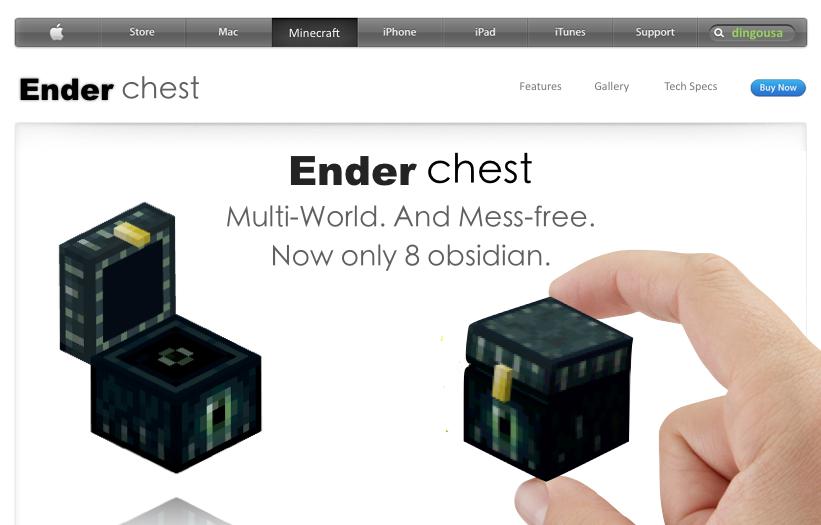 Store Mac Minecraft iPhone iPad iTunes Support dingousa
Ender chest Features Gallery Tech Specs Buy Now
Ender chest
Multi-World. And Mess-free.
Now only 8 obsidian.